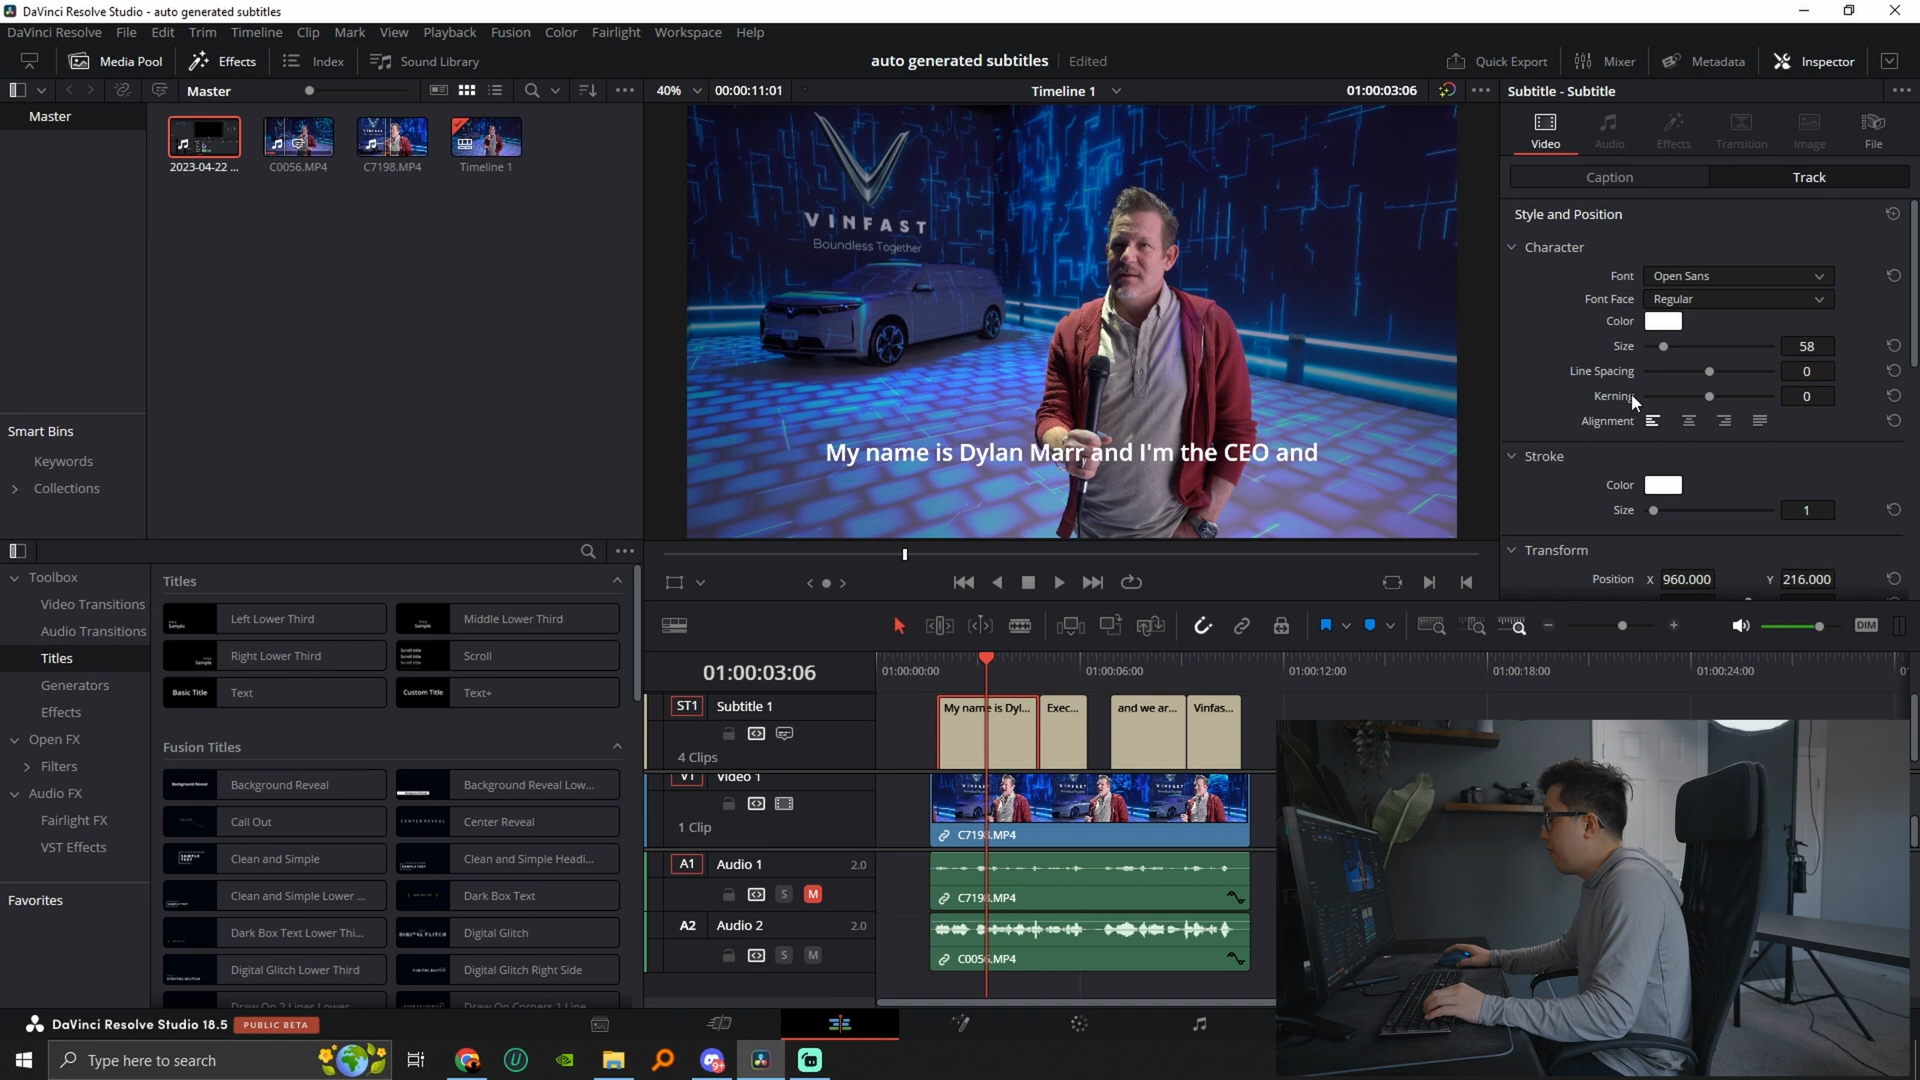 DaVinci Resolve Studio - auto generated subtitles
DaVinci Resolve File Edit Trim Timeline Clip Mark View Playback Fusion Color Fairlight Workspace Help
Media Pool Effects Index Sound Library auto generated subtitles Edited Quick Export Mixer Metadata Inspector
Master 40% 00:00:11:01 Timeline 1 01:00:03:06 Subtitle - Subtitle
Master
2023-04-22 ... C0056.MP4 C7198.MP4 Timeline 1
Smart Bins
Keywords
Collections
VINFAST
Boundless Together
My name is Dylan Marr and I'm the CEO and
Video Audio Effects Transition Image File
Caption Track
Style and Position
Character
Font Open Sans
Font Face Regular
Color
Size 58
Line Spacing 0
Kerning 0
Alignment
Stroke
Color
Size 1
Transform
Position X 960.000 Y 216.000
Toolbox
Video Transitions
Audio Transitions
Titles
Generators
Effects
Open FX
Filters
Audio FX
Fairlight FX
VST Effects
Favorites
Titles
Left Lower Third Middle Lower Third
Right Lower Third Scroll
Basic Title Text Custom Title Text+
Fusion Titles
Background Reveal Background Reveal Low...
Call Out Center Reveal
Clean and Simple Clean and Simple Headi...
Clean and Simple Lower ... Dark Box Text
Dark Box Text Lower Thi... Digital Glitch
Digital Glitch Lower Third Digital Glitch Right Side
Draw On 2 Lines Lower Draw On Corners 1 Line
DIM
01:00:03:06 01:00:00:00 01:00:06:00 01:00:12:00 01:00:18:00 01:00:24:00
ST1 Subtitle 1 My name is Dyl... Exec... and we ar... Vinfas...
4 Clips
V1 Video 1
1 Clip C7198.MP4
A1 Audio 1 2.0
S M C7198.MP4
A2 Audio 2 2.0
S M C0056.MP4
DaVinci Resolve Studio 18.5 PUBLIC BETA
Type here to search